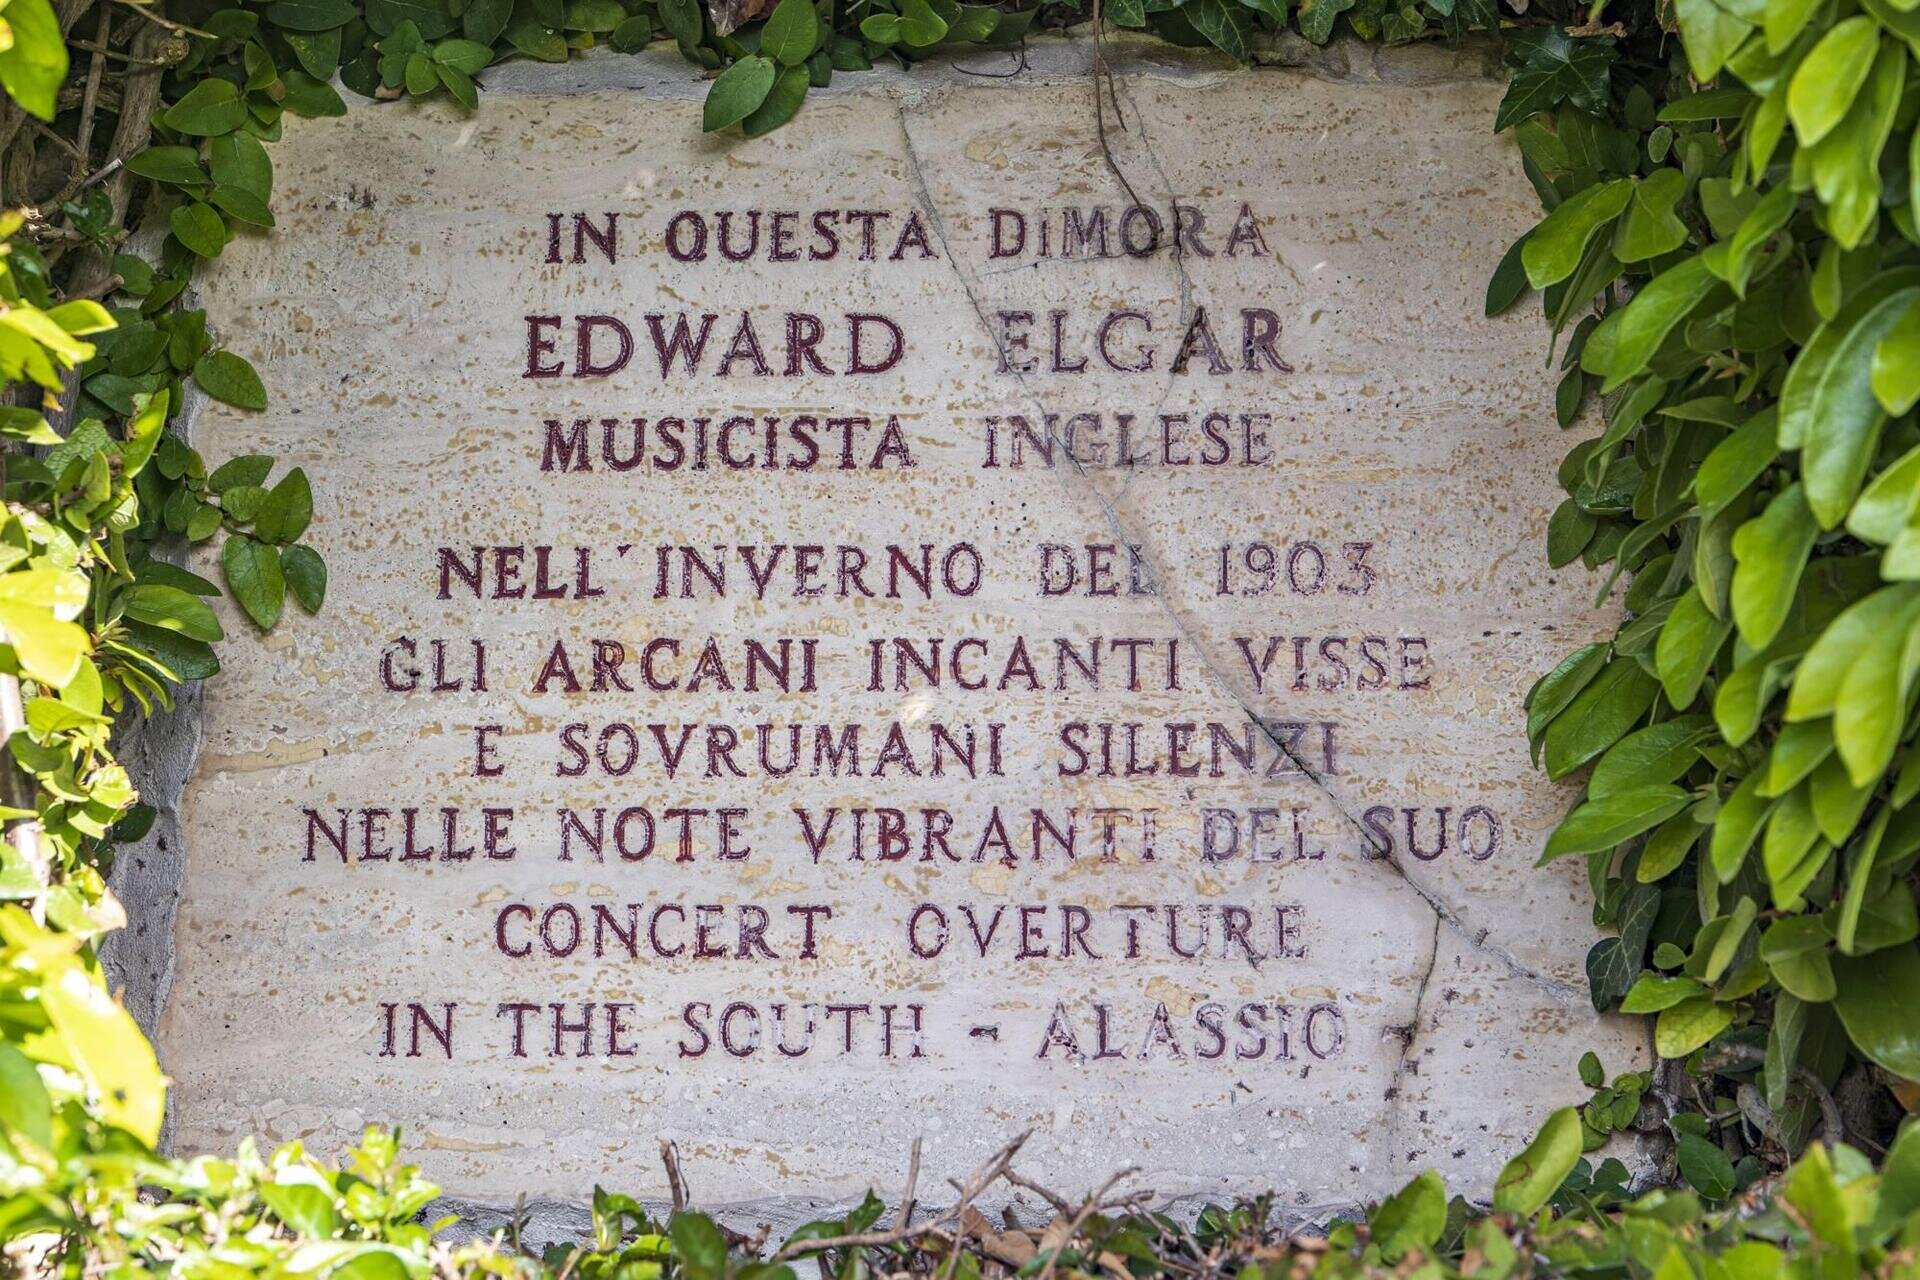 IN QUESTA DIMORA
EDWARD ELGAR
MUSICISTA INGLESE
NELL'INVERNO DEL 1903
GLI ARCANI INCANTI VISSE
E SOVRUMANI SILENZI
NELLE NOTE VIBRANTI DEL SUO
CONCERT OVERTURE
IN THE SOUTH - ALASSIO -